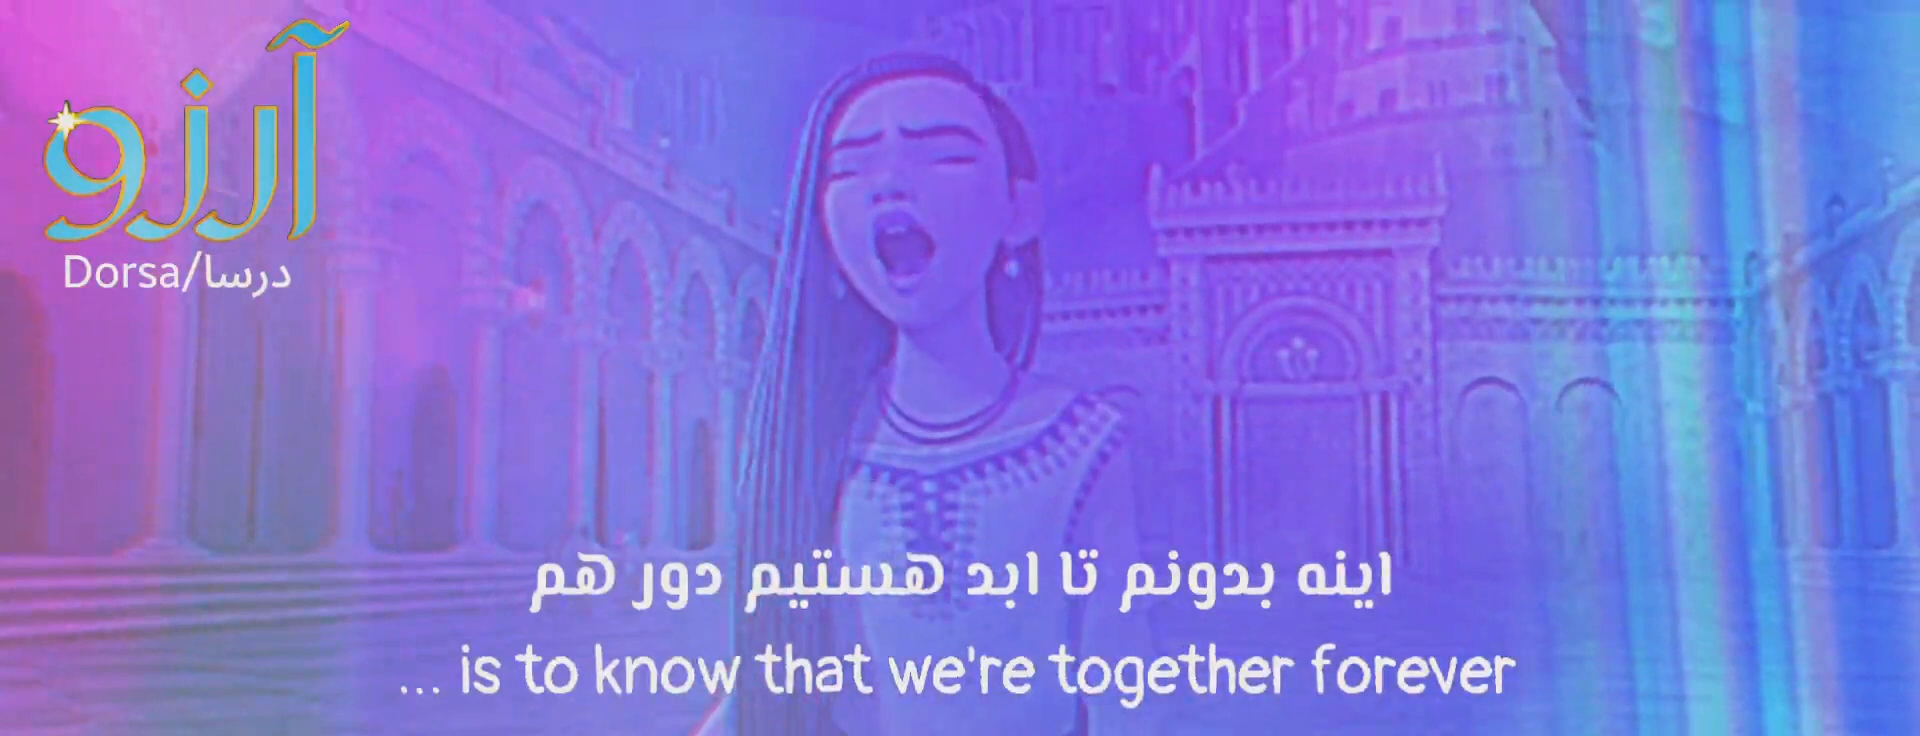 آرزو
Dorsa/درسا
اینه بدونم تا ابد هستیم دور هم
... is to know that we're together forever